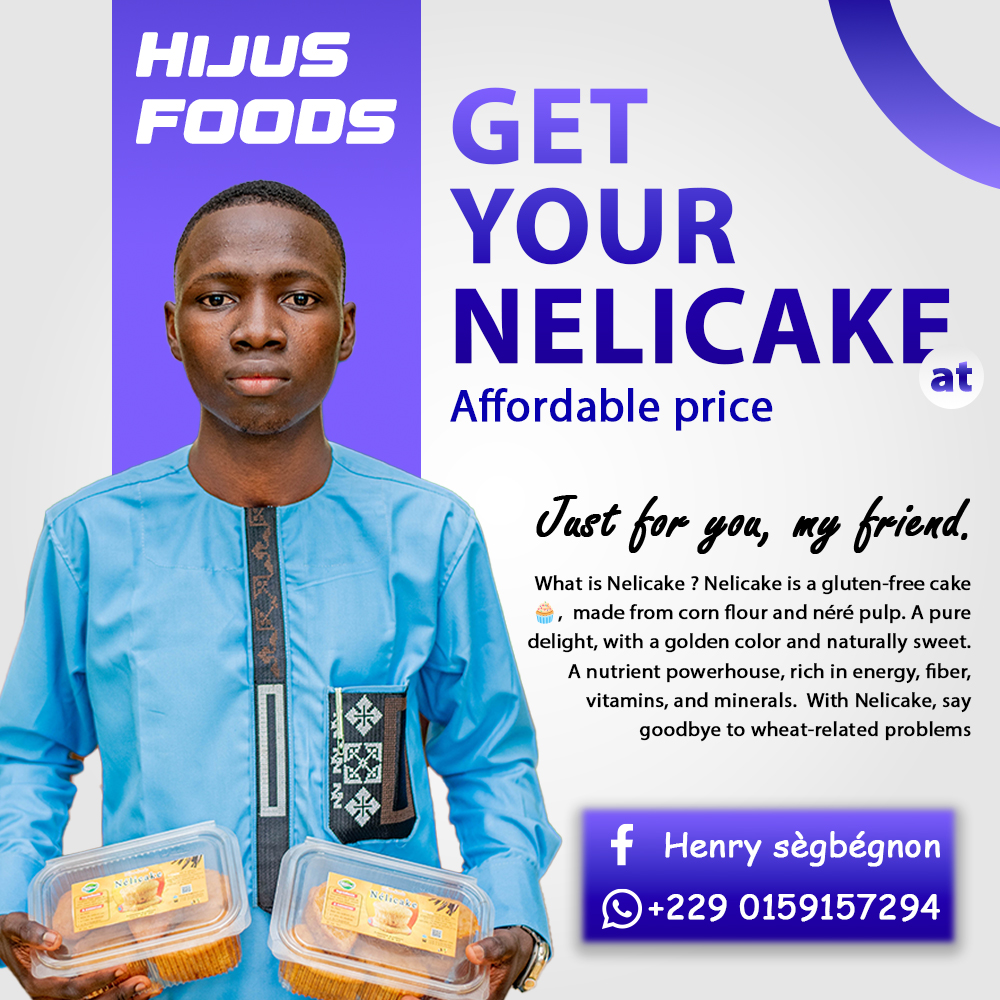 HIJUS
FOODS
GET
YOUR
NELICAKE
at
Affordable price
Just for you, my friend.
What is Nelicake ? Nelicake is a gluten-free cake
🧁, made from corn flour and néré pulp. A pure
delight, with a golden color and naturally sweet.
A nutrient powerhouse, rich in energy, fiber,
vitamins, and minerals. With Nelicake, say
goodbye to wheat-related problems
Henry sègbégnon
+229 0159157294
Nelicake
Nelicake